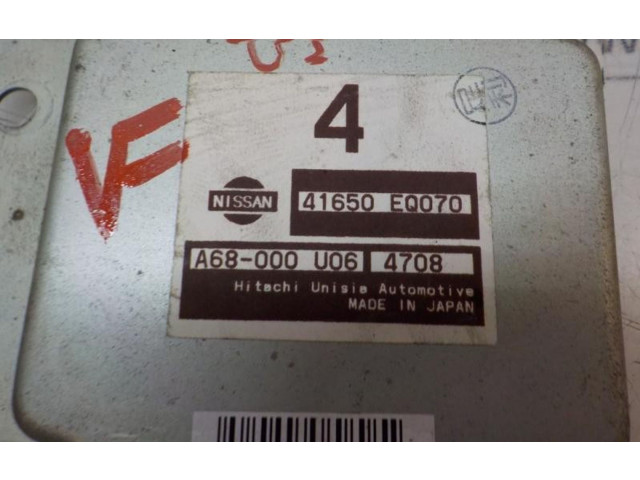 4
NISSAN
41650 EQ070
A68-000 U06 4708
Hitachi Unisia Automotive
MADE IN JAPAN
VF